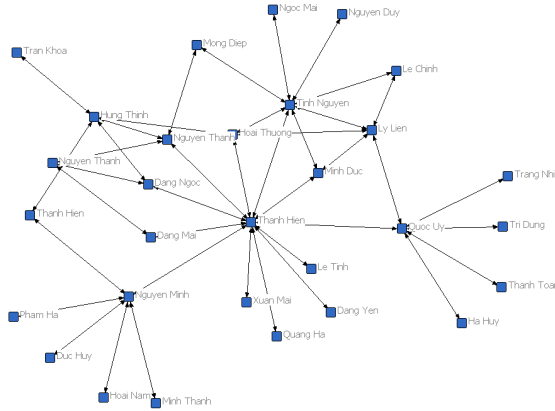 Ngoc Mai
Nguyen Duy
Mong Diep
Tran Khoa
Le Chinh
Tinh Nguyen
Hung Thinh
Hoai Thuong
Ly Lien
Nguyen Thanh
Nguyen Thanh
Minh Duc
Trang Nhi
Dang Ngoc
Thanh Hien
Thanh Hien
Quoc Uy
Tri Dung
Dang Mai
Le Tinh
Thanh Toan
Nguyen Minh
Xuan Mai
Dang Yen
Pham Ha
Ha Huy
Quang Ha
Duc Huy
Hoai Nam
Minh Thanh